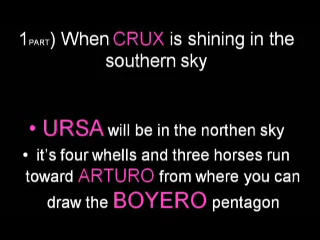 1PART) When CRUX is shining in the
southern sky
• URSA will be in the northen sky
• it's four whells and three horses run
toward ARTURO from where you can
draw the BOYERO pentagon